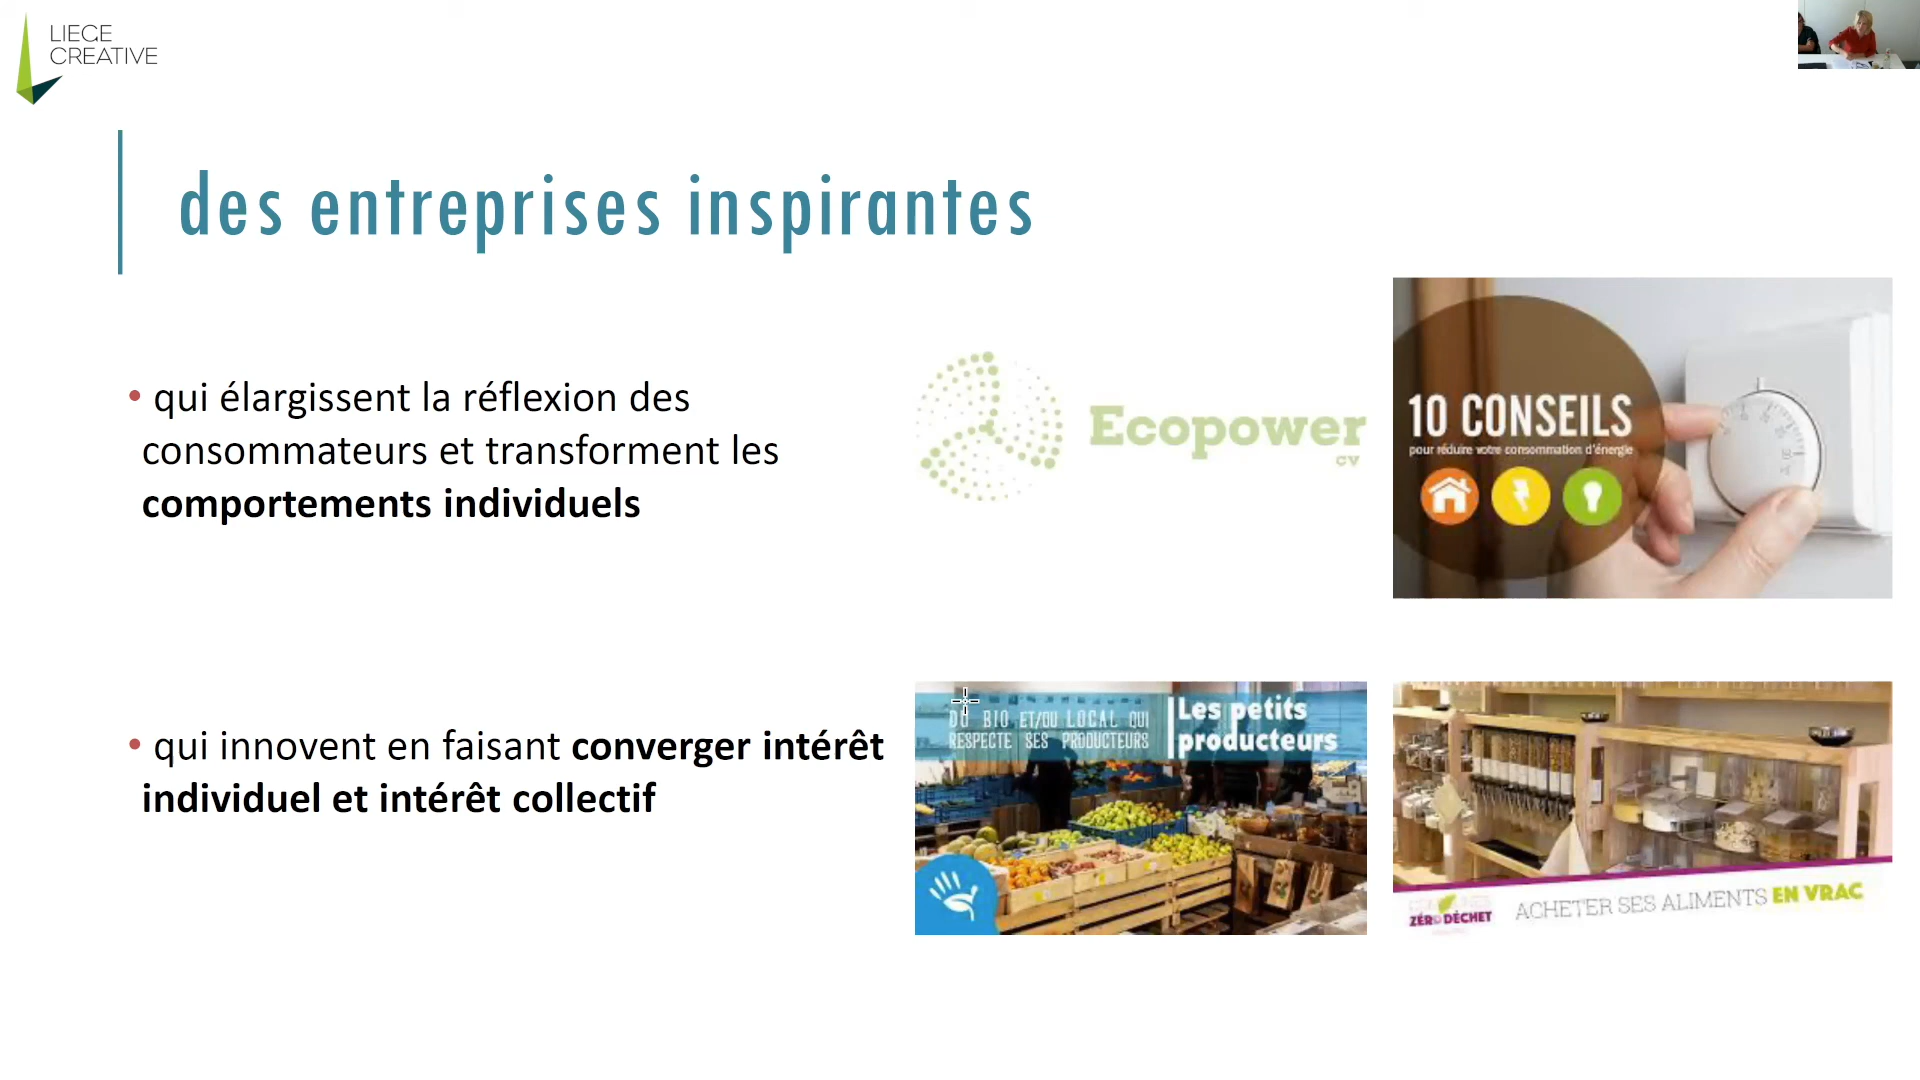 LIEGE
CREATIVE
des entreprises inspirantes
• qui élargissent la réflexion des
consommateurs et transforment les
comportements individuels
Ecopower
cv
10 CONSEILS
pour réduire votre consommation d'énergie
• qui innovent en faisant converger intérêt
individuel et intérêt collectif
DU BIO ET/OU LOCAL QUI
RESPECTE SES PRODUCTEURS
Les petits
producteurs
ZÉRO DÉCHET
ACHETER SES ALIMENTS EN VRAC